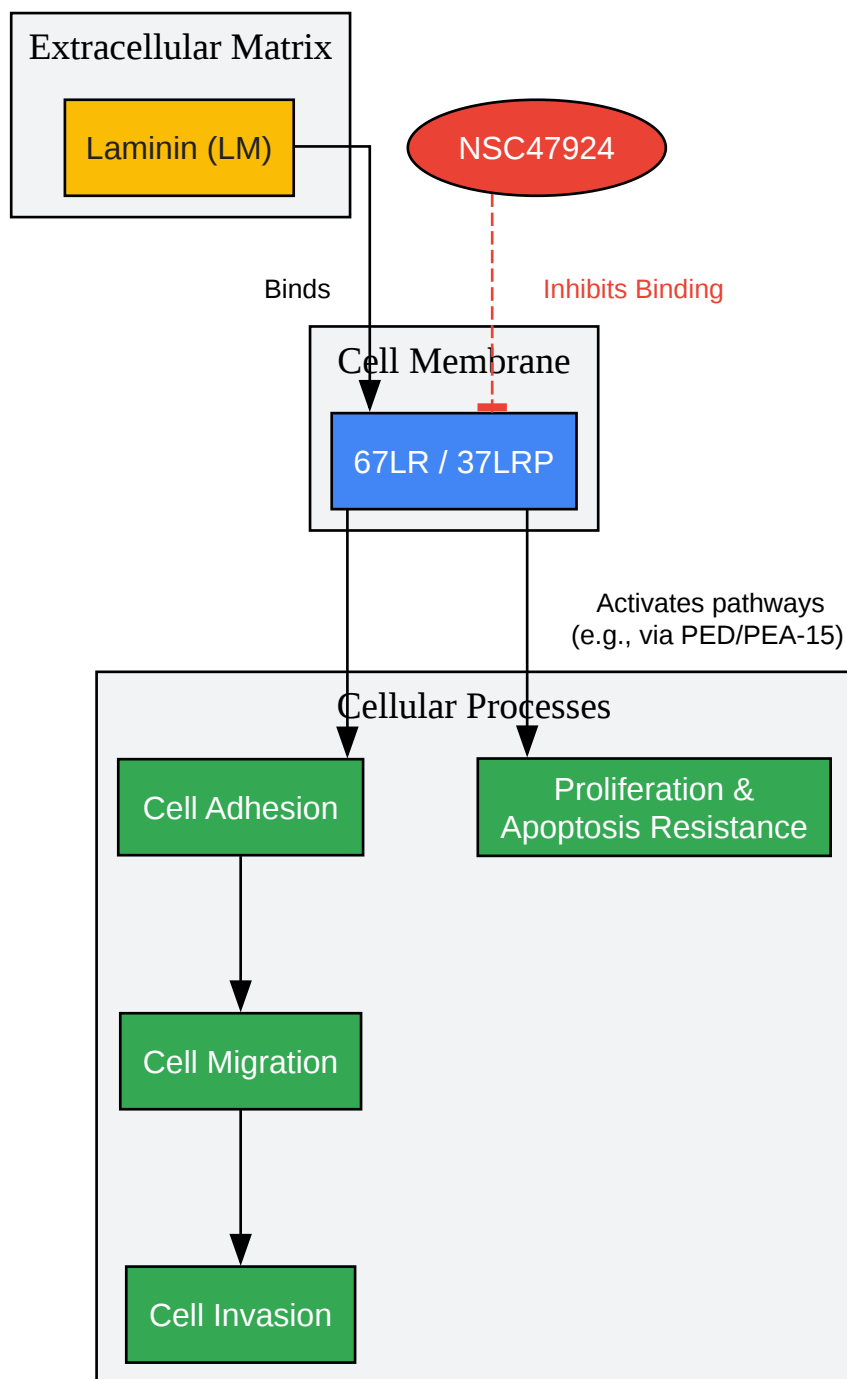 Extracellular Matrix
Laminin (LM)
NSC47924
Binds
Inhibits Binding
Cell Membrane
67LR / 37LRP
Activates pathways
(e.g., via PED/PEA-15)
Cellular Processes
Cell Adhesion
Proliferation &
Apoptosis Resistance
Cell Migration
Cell Invasion